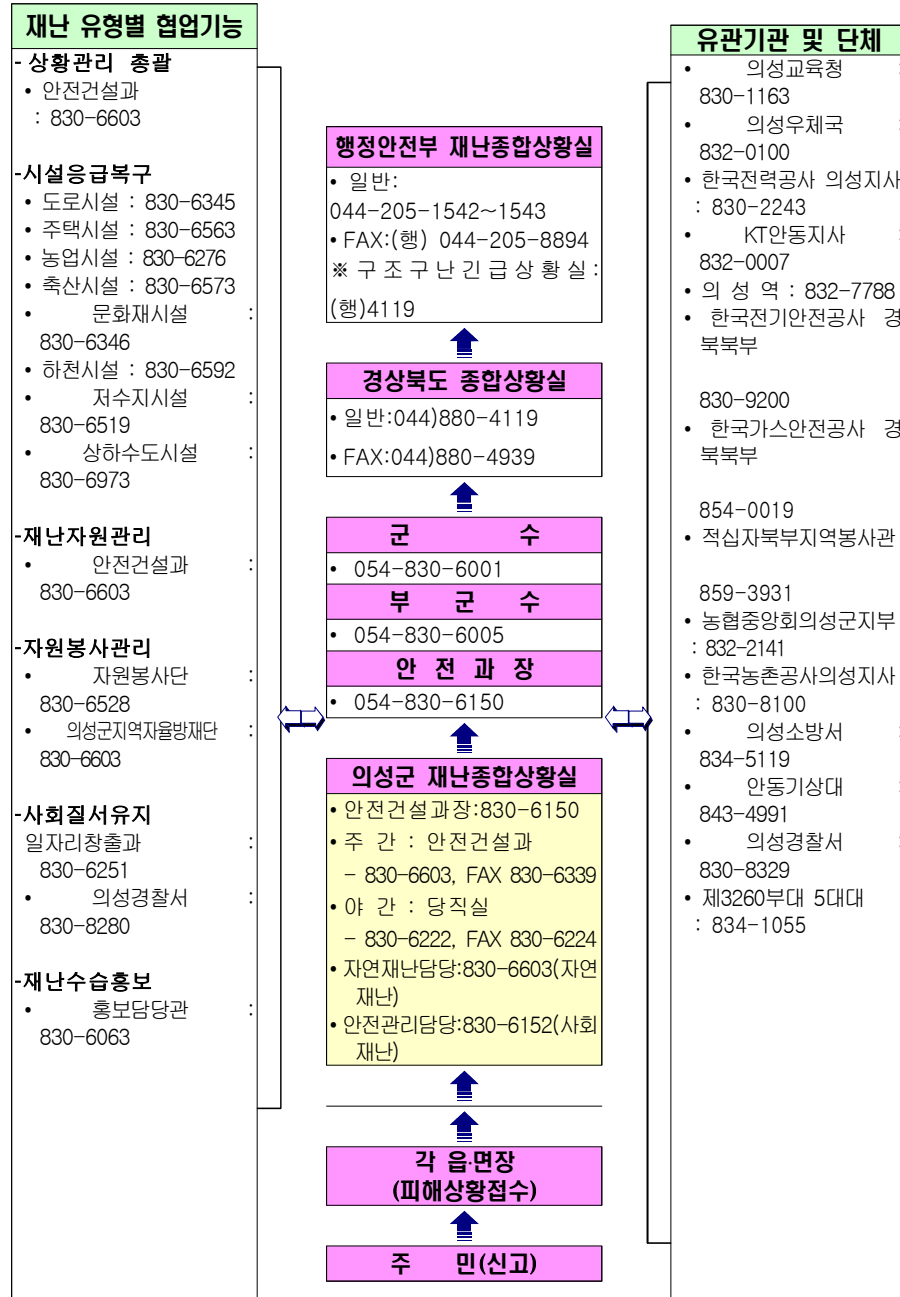 재난 유형별 협업기능
- 상황관리 총괄
• 안전건설과
: 830-6603
-시설응급복구
• 도로시설 : 830-6345
• 주택시설 : 830-6563
• 농업시설 : 830-6276
• 축산시설 : 830-6573
• 문화재시설 :
830-6346
• 하천시설 : 830-6592
• 저수지시설 :
830-6519
• 상하수도시설 :
830-6973
-재난자원관리
• 안전건설과 :
830-6603
-자원봉사관리
• 자원봉사단 :
830-6528
• 의성군지역자율방재단 :
830-6603
-사회질서유지
일자리창출과 :
830-6251
• 의성경찰서 :
830-8280
-재난수습홍보
• 홍보담당관 :
830-6063
행정안전부 재난종합상황실
• 일반:
044-205-1542~1543
• FAX:(행) 044-205-8894
※ 구 조 구 난 긴 급 상 황 실 :
(행)4119
경상북도 종합상황실
• 일반:044)880-4119
• FAX:044)880-4939
군 수
• 054-830-6001
부 군 수
• 054-830-6005
안 전 과 장
• 054-830-6150
의성군 재난종합상황실
• 안전건설과장:830-6150
• 주 간 : 안전건설과
- 830-6603, FAX 830-6339
• 야 간 : 당직실
- 830-6222, FAX 830-6224
• 자연재난담당:830-6603(자연
재난)
• 안전관리담당:830-6152(사회
재난)
각 읍·면장
(피해상황접수)
주 민(신고)
유관기관 및 단체
• 의성교육청 :
830-1163
• 의성우체국 :
832-0100
• 한국전력공사 의성지사
: 830-2243
• KT안동지사 :
832-0007
• 의 성 역 : 832-7788
• 한국전기안전공사 경
북북부
830-9200
• 한국가스안전공사 경
북북부
854-0019
• 적십자북부지역봉사관
859-3931
• 농협중앙회의성군지부
: 832-2141
• 한국농촌공사의성지사
: 830-8100
• 의성소방서 :
834-5119
• 안동기상대 :
843-4991
• 의성경찰서 :
830-8329
• 제3260부대 5대대
: 834-1055